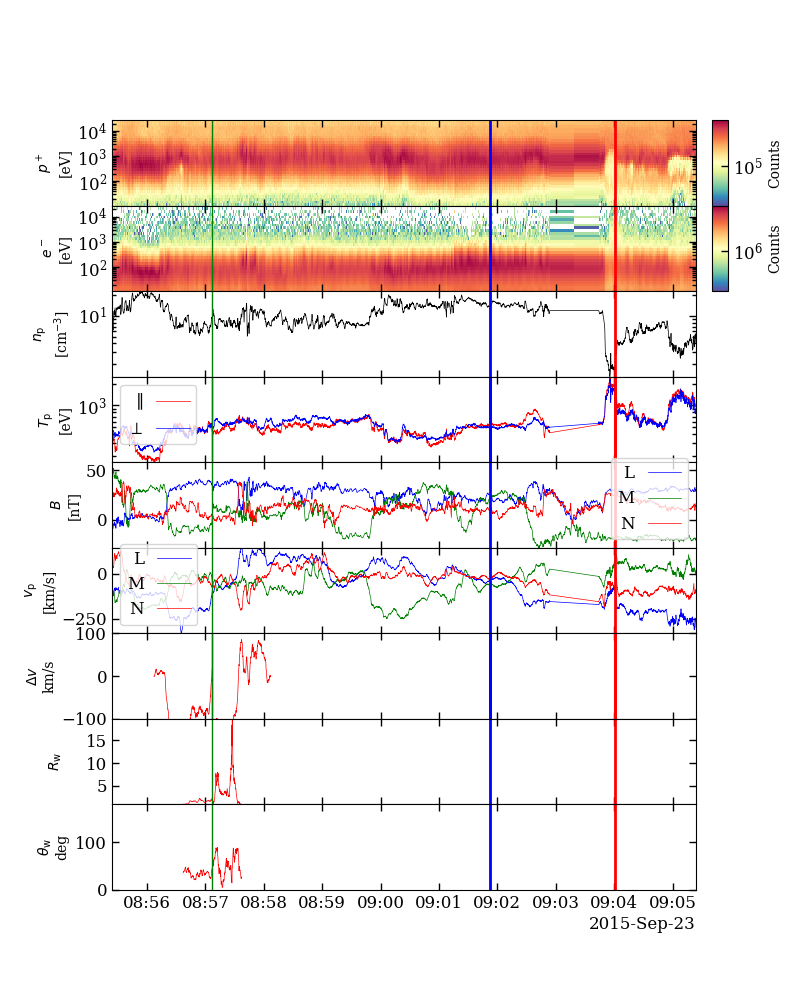 10⁴
10³
10²
p⁺
[eV]
10⁵
Counts
10⁴
10³
10²
e⁻
[eV]
10⁶
Counts
10¹
nₚ
[cm⁻³]
10³
Tₚ
[eV]
∥
⊥
50
0
B
[nT]
L
M
N
0
−250
vₚ
[km/s]
L
M
N
100
0
−100
Δv
km/s
15
10
5
R_w
100
0
θ_w
deg
08:56 08:57 08:58 08:59 09:00 09:01 09:02 09:03 09:04 09:05
2015-Sep-23